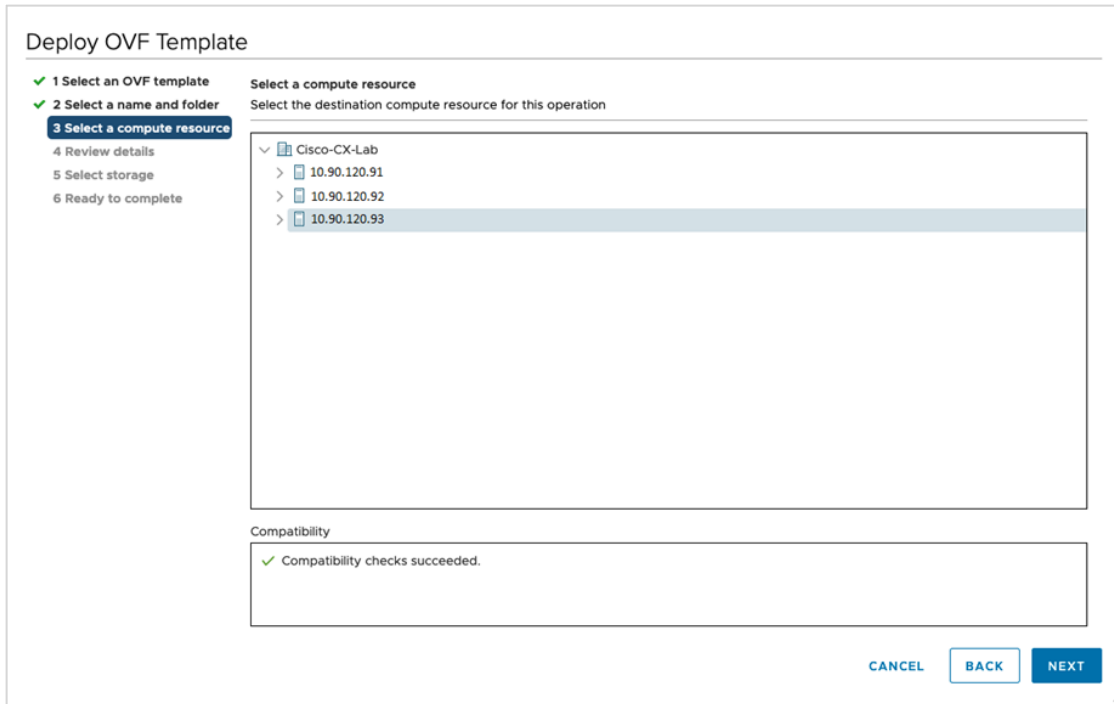 Deploy OVF Template
1 Select an OVF template
2 Select a name and folder
3 Select a compute resource
4 Review details
5 Select storage
6 Ready to complete
Select a compute resource
Select the destination compute resource for this operation
Cisco-CX-Lab
10.90.120.91
10.90.120.92
10.90.120.93
Compatibility
Compatibility checks succeeded.
CANCEL
BACK
NEXT